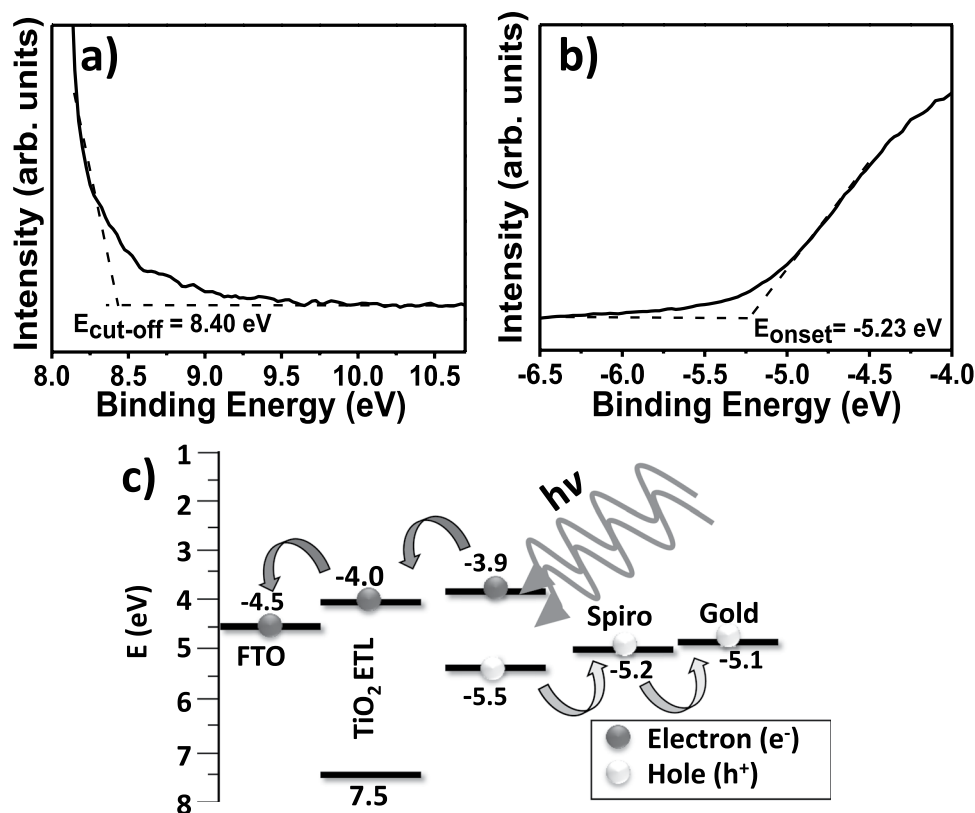 a)
Intensity (arb. units)
Ecut-off = 8.40 eV
8.0 8.5 9.0 9.5 10.0 10.5
Binding Energy (eV)
b)
Intensity (arb. units)
Eonset= -5.23 eV
-6.5 -6.0 -5.5 -5.0 -4.5 -4.0
Binding Energy (eV)
c)
E (eV)
1
2
3
4
5
6
7
8
hν
-4.5
FTO
-4.0
TiO2 ETL
7.5
-3.9
-5.5
Spiro
-5.2
Gold
-5.1
Electron (e-)
Hole (h+)